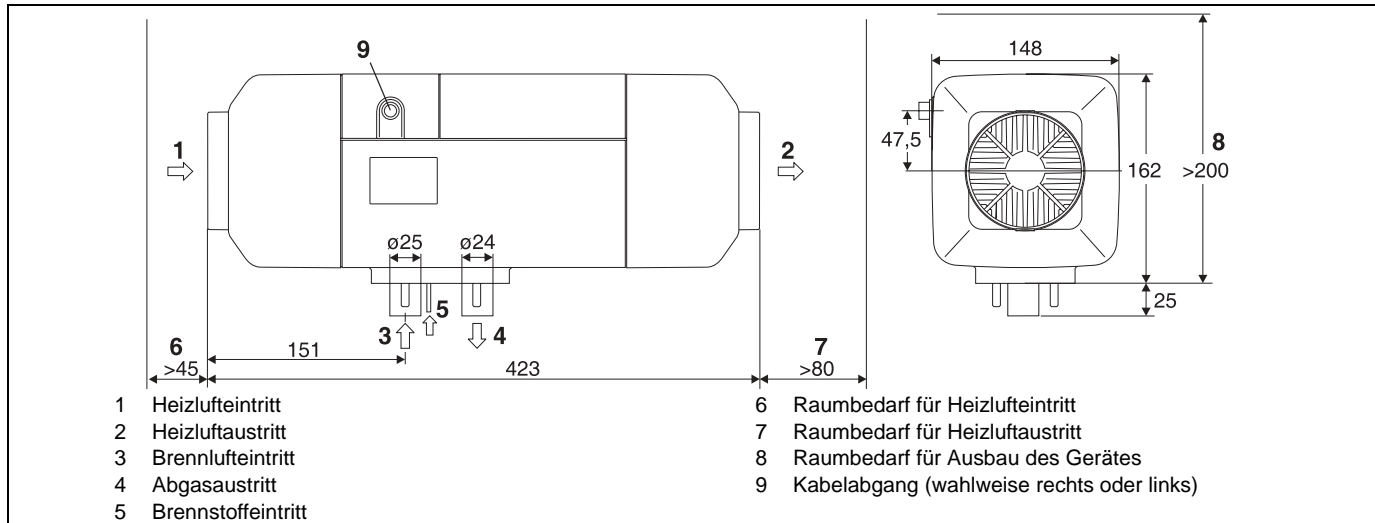 148
9
47,5
8
1
2
162
>200
ø25
ø24
5
25
3
4
6
151
7
>45
423
>80
1 Heizlufteintritt
2 Heizluftaustritt
3 Brennlufteintritt
4 Abgasaustritt
5 Brennstoffeintritt
6 Raumbedarf für Heizlufteintritt
7 Raumbedarf für Heizluftaustritt
8 Raumbedarf für Ausbau des Gerätes
9 Kabelabgang (wahlweise rechts oder links)